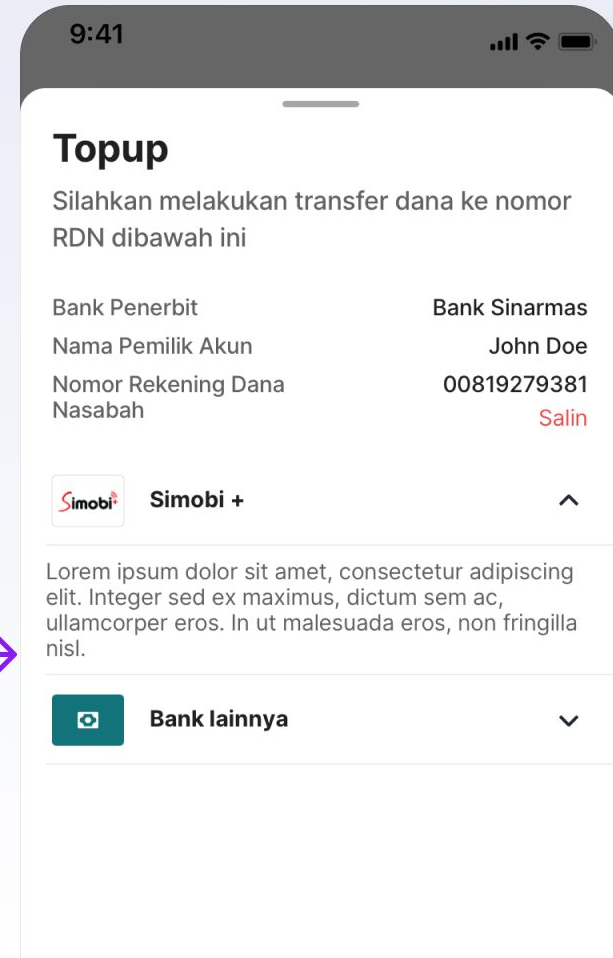 9:41
Topup
Silahkan melakukan transfer dana ke nomor
RDN dibawah ini
Bank Penerbit Bank Sinarmas
Nama Pemilik Akun John Doe
Nomor Rekening Dana 00819279381
Nasabah Salin
Simobi+ Simobi +
Lorem ipsum dolor sit amet, consectetur adipiscing
elit. Integer sed ex maximus, dictum sem ac,
ullamcorper eros. In ut malesuada eros, non fringilla
nisl.
Bank lainnya